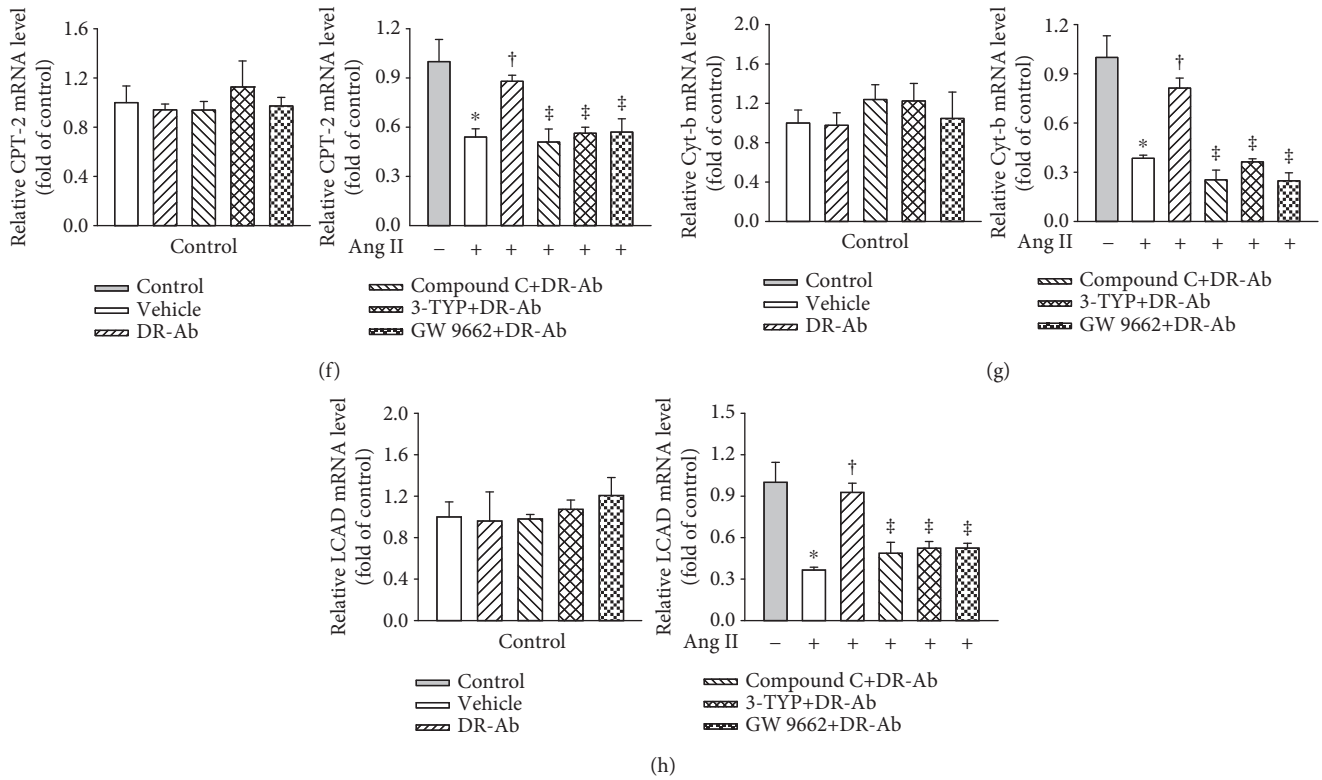 Relative CPT-2 mRNA level
(fold of control)
1.6
1.2
0.8
0.4
0.0
Control
Relative CPT-2 mRNA level
(fold of control)
1.2
0.9
0.6
0.3
0.0
* † ‡ ‡ ‡
Ang II − + + + + +
Control
Vehicle
DR-Ab
Compound C+DR-Ab
3-TYP+DR-Ab
GW 9662+DR-Ab
(f)
Relative Cyt-b mRNA level
(fold of control)
2.0
1.6
1.2
0.8
0.4
0.0
Control
Relative Cyt-b mRNA level
(fold of control)
1.2
0.9
0.6
0.3
0.0
* † ‡ ‡ ‡
Ang II − + + + + +
Control
Vehicle
DR-Ab
Compound C+DR-Ab
3-TYP+DR-Ab
GW 9662+DR-Ab
(g)
Relative LCAD mRNA level
(fold of control)
2.0
1.6
1.2
0.8
0.4
0.0
Control
Relative LCAD mRNA level
(fold of control)
1.5
1.2
0.9
0.6
0.3
0.0
* † ‡ ‡ ‡
Ang II − + + + + +
Control
Vehicle
DR-Ab
Compound C+DR-Ab
3-TYP+DR-Ab
GW 9662+DR-Ab
(h)